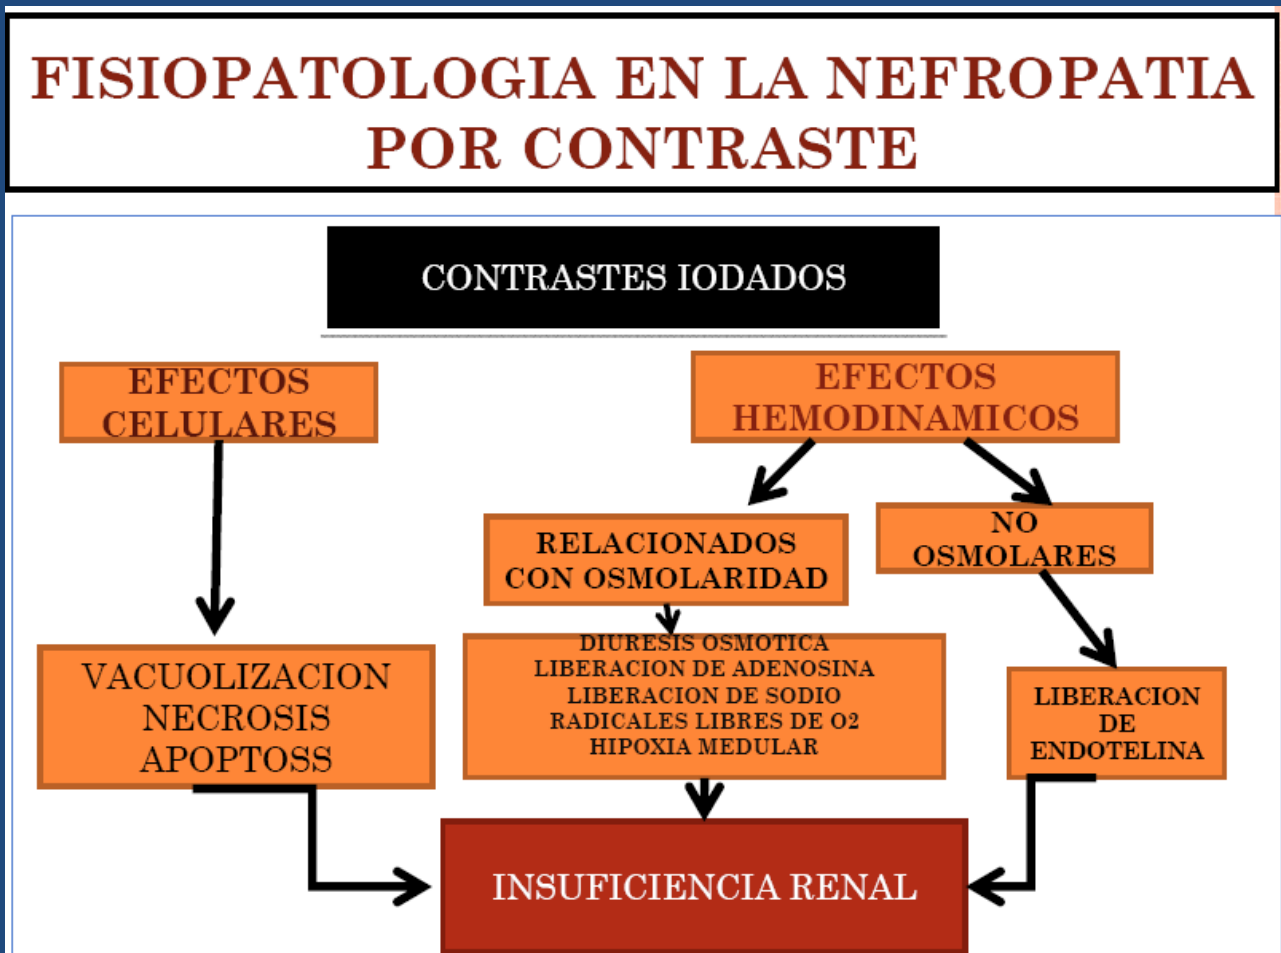 FISIOPATOLOGIA EN LA NEFROPATIA
POR CONTRASTE
CONTRASTES IODADOS
EFECTOS
CELULARES
EFECTOS
HEMODINAMICOS
RELACIONADOS
CON OSMOLARIDAD
NO
OSMOLARES
VACUOLIZACION
NECROSIS
APOPTOSS
DIURESIS OSMOTICA
LIBERACION DE ADENOSINA
LIBERACION DE SODIO
RADICALES LIBRES DE O2
HIPOXIA MEDULAR
LIBERACION
DE
ENDOTELINA
INSUFICIENCIA RENAL